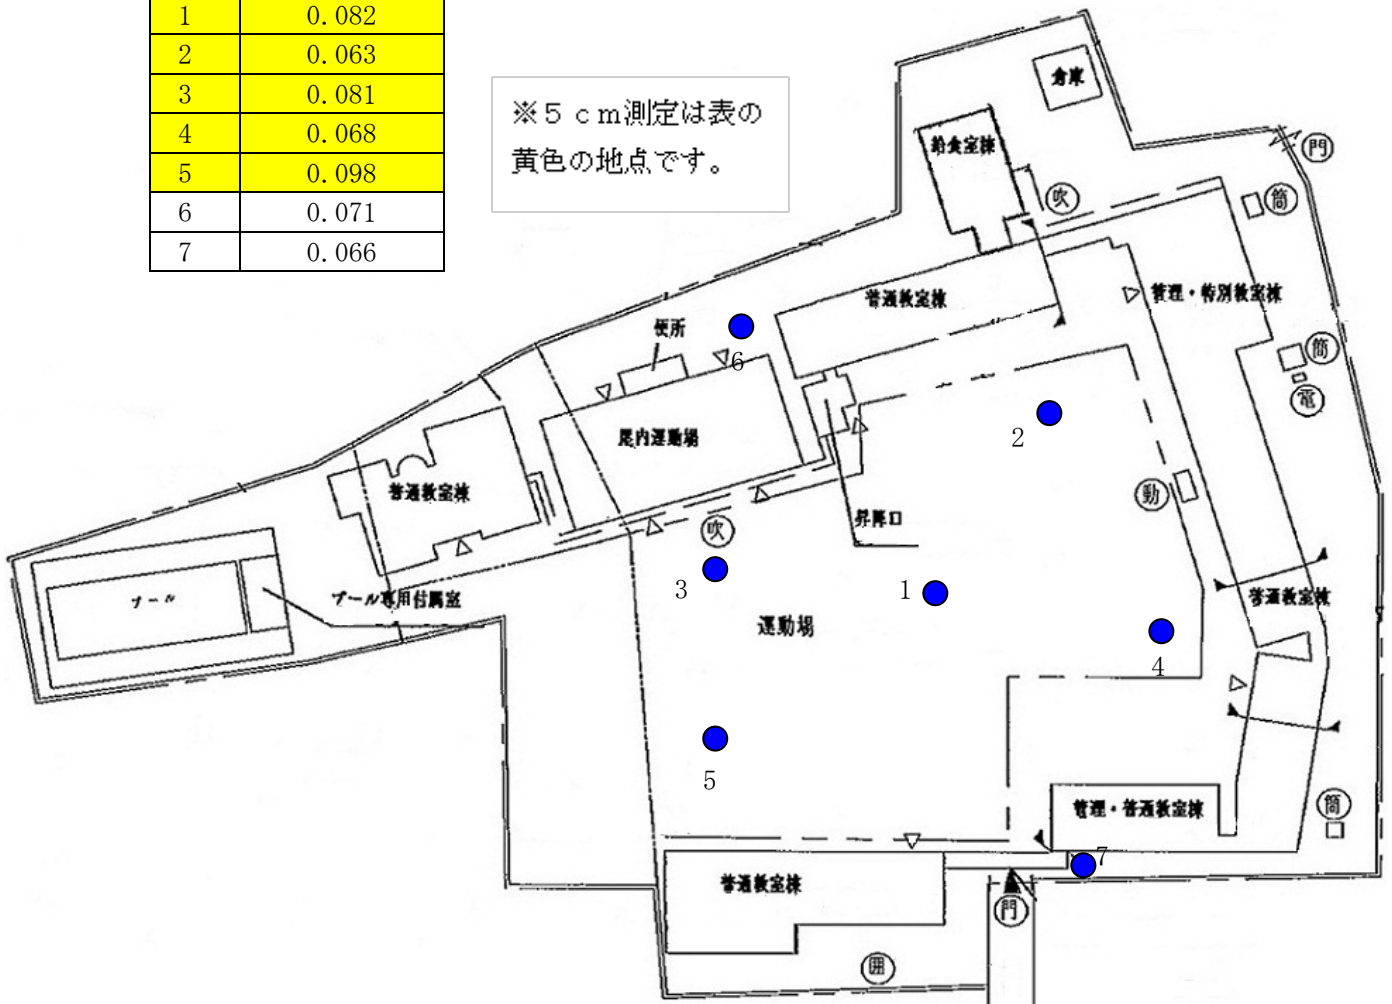 1 0.082
2 0.063
3 0.081
4 0.068
5 0.098
6 0.071
7 0.066
※5cm測定は表の
黄色の地点です。
倉庫
門
給食室棟
吹
筒
普通教室棟
管理・特別教室棟
便所
6
筒
電
2
屋内運動場
普通教室棟
動
昇降口
吹
3
1
プール
プール専用付属室
運動場
普通教室棟
4
5
管理・普通教室棟
筒
7
普通教室棟
門
囲